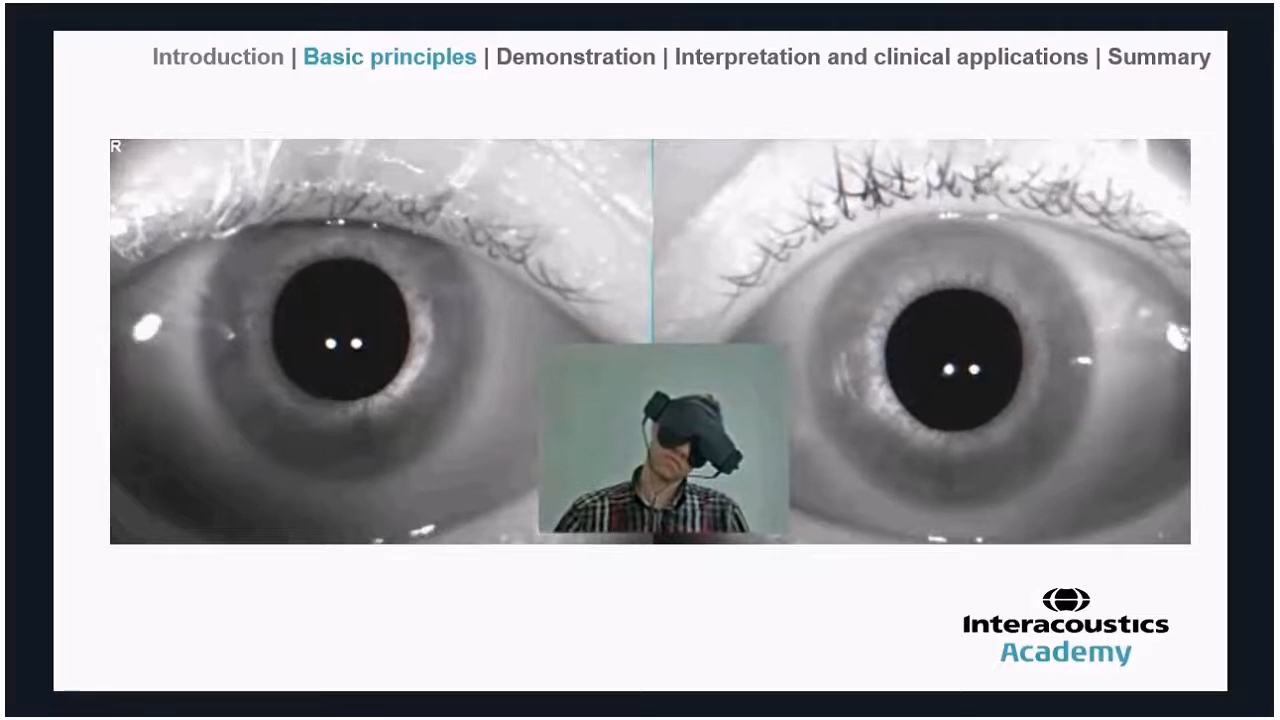 Introduction | Basic principles | Demonstration | Interpretation and clinical applications | Summary
R
Interacoustics
Academy